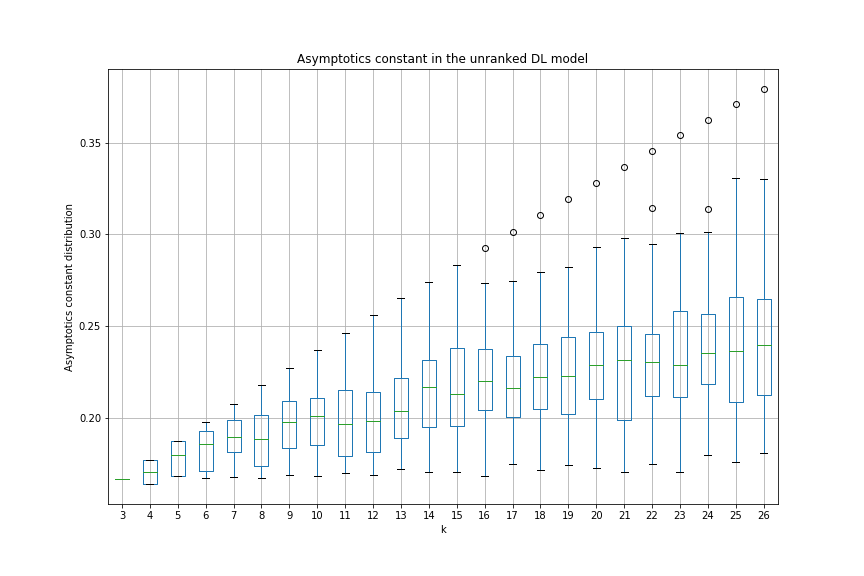 Asymptotics constant in the unranked DL model
Asymptotics constant distribution
0.35
0.30
0.25
0.20
3 4 5 6 7 8 9 10 11 12 13 14 15 16 17 18 19 20 21 22 23 24 25 26
k